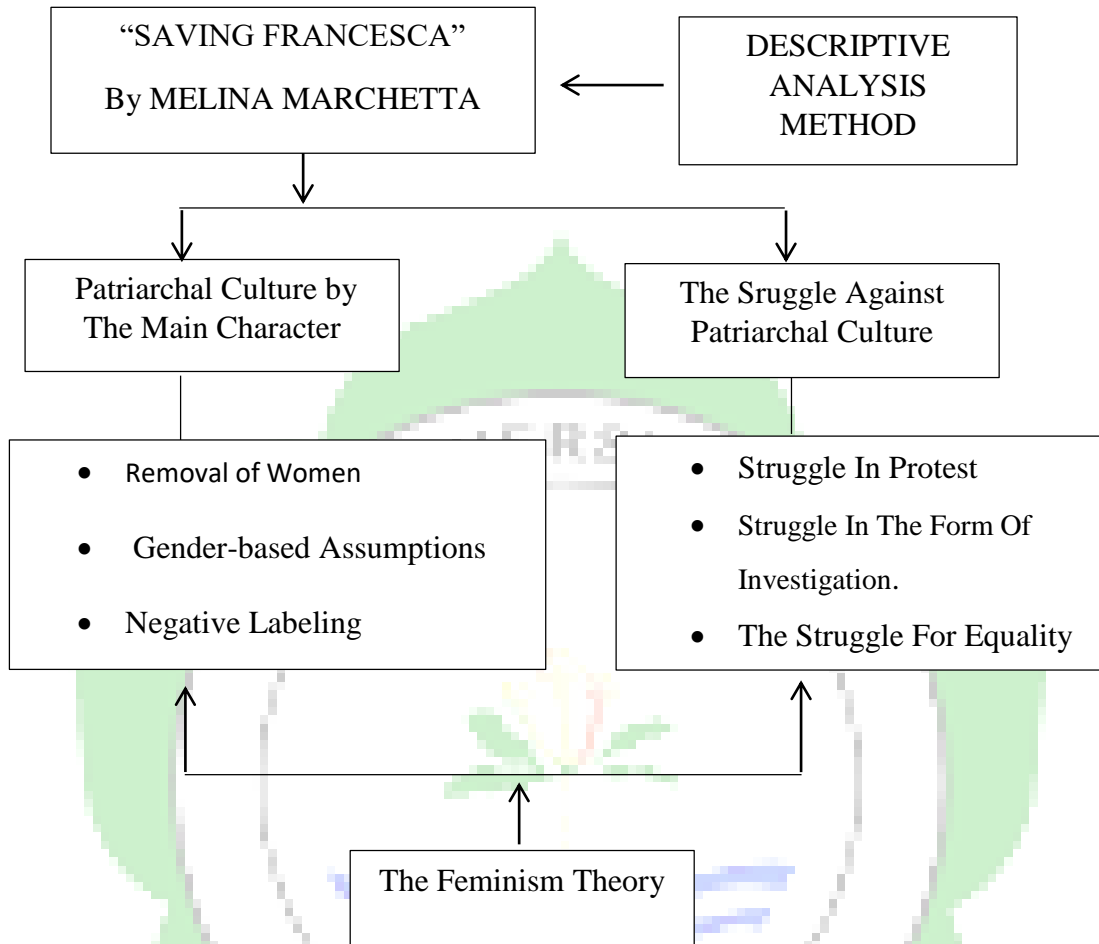 “SAVING FRANCESCA”
By MELINA MARCHETTA
DESCRIPTIVE
ANALYSIS
METHOD
Patriarchal Culture by
The Main Character
The Sruggle Against
Patriarchal Culture
• Removal of Women
• Gender-based Assumptions
• Negative Labeling
• Struggle In Protest
• Struggle In The Form Of
Investigation.
• The Struggle For Equality
The Feminism Theory